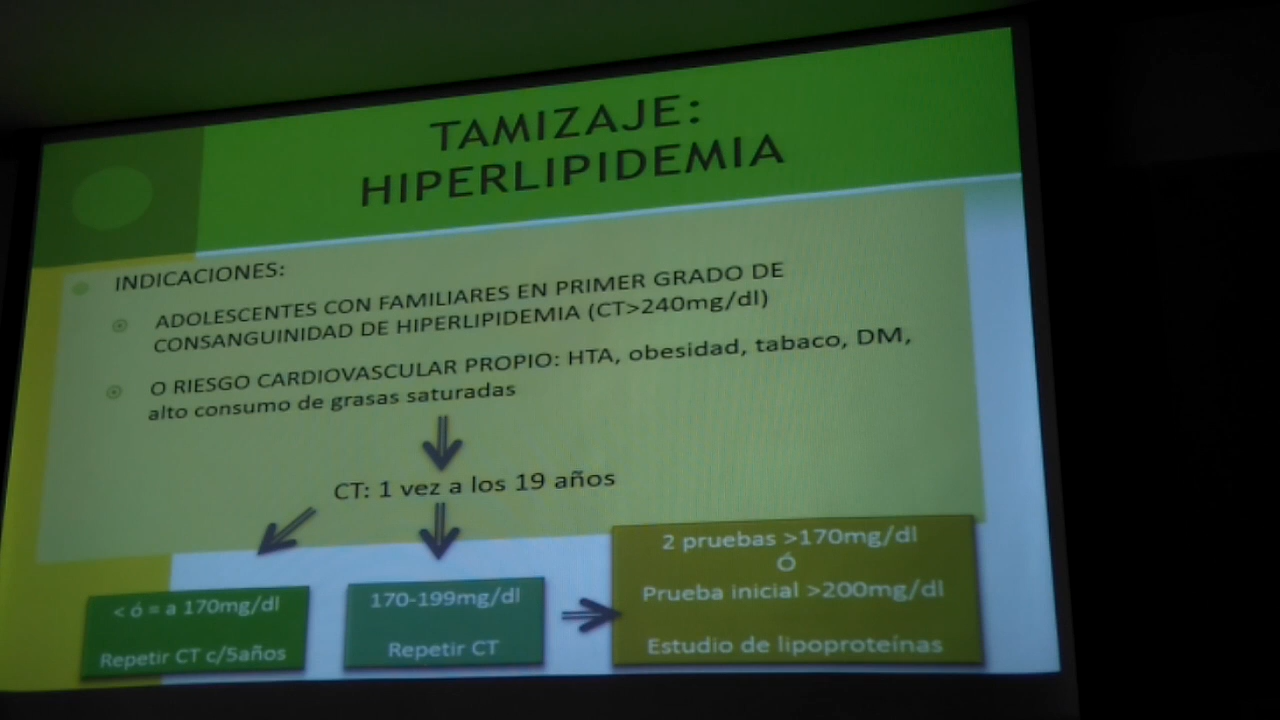 TAMIZAJE:
HIPERLIPIDEMIA
INDICACIONES:
ADOLESCENTES CON FAMILIARES EN PRIMER GRADO DE
CONSANGUINIDAD DE HIPERLIPIDEMIA (CT>240mg/dl)
O RIESGO CARDIOVASCULAR PROPIO: HTA, obesidad, tabaco, DM,
alto consumo de grasas saturadas
CT: 1 vez a los 19 años
< ó = a 170mg/dl
Repetir CT c/5años
170-199mg/dl
Repetir CT
2 pruebas >170mg/dl
Ó
Prueba inicial >200mg/dl
Estudio de lipoproteínas